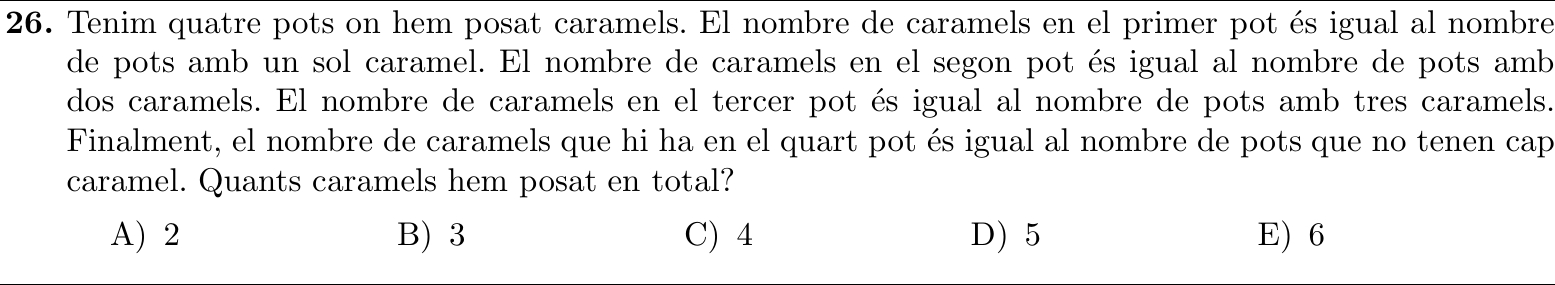 26. Tenim quatre pots on hem posat caramels. El nombre de caramels en el primer pot és igual al nombre
de pots amb un sol caramel. El nombre de caramels en el segon pot és igual al nombre de pots amb
dos caramels. El nombre de caramels en el tercer pot és igual al nombre de pots amb tres caramels.
Finalment, el nombre de caramels que hi ha en el quart pot és igual al nombre de pots que no tenen cap
caramel. Quants caramels hem posat en total?
A) 2 B) 3 C) 4 D) 5 E) 6